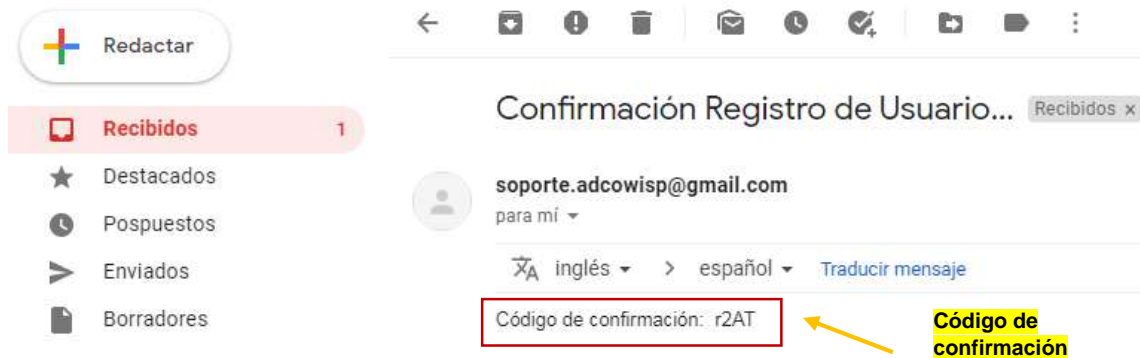 Redactar
Recibidos 1
Destacados
Pospuestos
Enviados
Borradores
Confirmación Registro de Usuario... Recibidos x
soporte.adcowisp@gmail.com
para mí
inglés > español Traducir mensaje
Código de confirmación: r2AT
Código de
confirmación